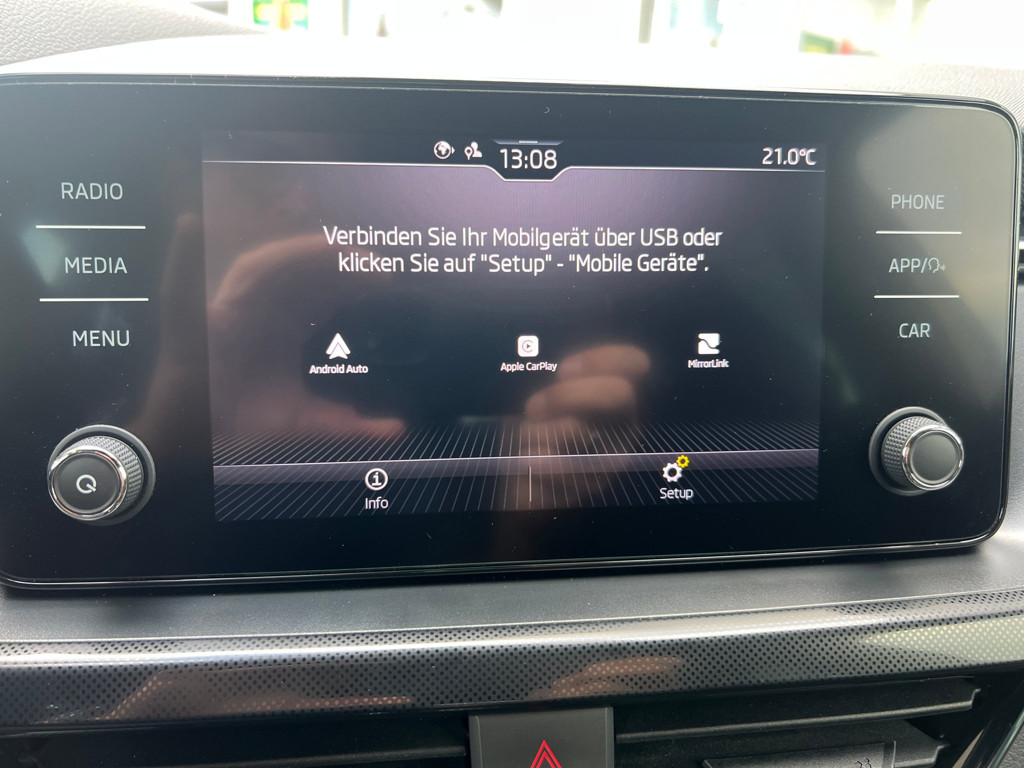 13:08
21.0°C
RADIO
MEDIA
MENU
Verbinden Sie Ihr Mobilgerät über USB oder
klicken Sie auf "Setup" - "Mobile Geräte".
Android Auto
Apple CarPlay
MirrorLink
Info
Setup
PHONE
APP/
CAR